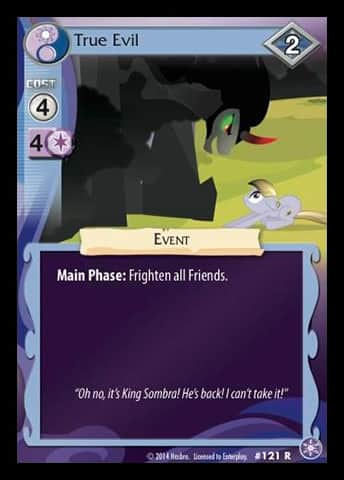 True Evil
2
COST
4
4
EVENT
Main Phase: Frighten all Friends.
"Oh no, it's King Sombra! He's back! I can't take it!"
© 2014 Hasbro. Licensed to Enterplay. #121 R